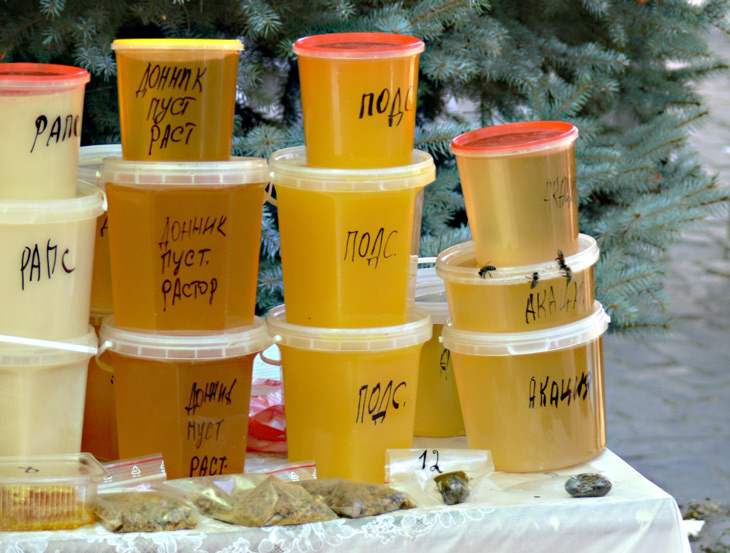 РАПС
РАПС
ДОННИК
ПУСТ
РАСТ
ДОННИК
ПУСТ.
РАСТОР
ДОННИК
ПУСТ
РАСТ.
ПОДС.
ПОДС.
ПОДС.
АКАЦИЯ
АКАЦИЯ
12